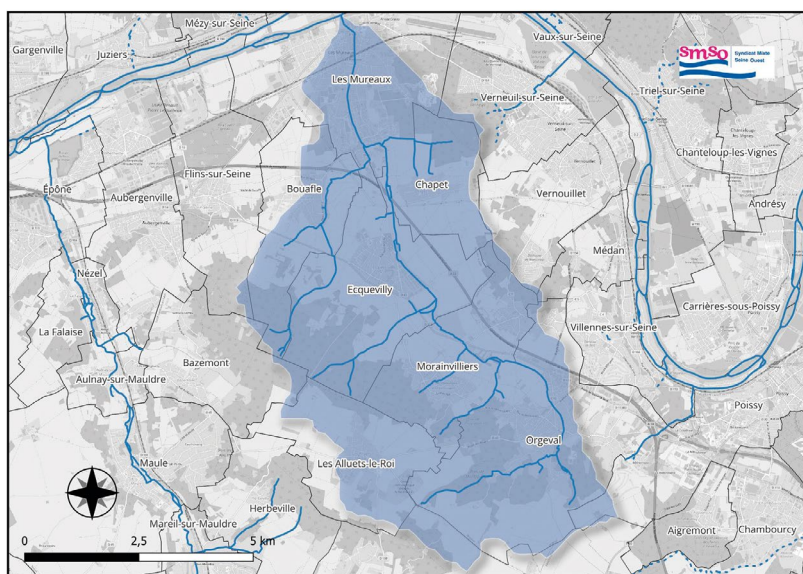 Mézy-sur-Seine
Vaux-sur-Seine
Gargenville
Juziers
smso
Syndicat Mixte
Seine Ouest
Les Mureaux
Triel-sur-Seine
Verneuil-sur-Seine
Chanteloup-les-Vignes
Flins-sur-Seine
Épône
Aubergenville
Bouafle
Chapet
Vernouillet
Andrésy
Médan
Nézel
Ecquevilly
Carrières-sous-Poissy
La Falaise
Villennes-sur-Seine
Bazemont
Morainvilliers
Aulnay-sur-Mauldre
Poissy
Orgeval
Maule
Les Alluets-le-Roi
Herbeville
Mareil-sur-Mauldre
Aigremont
Chambourcy
0
2,5
5 km